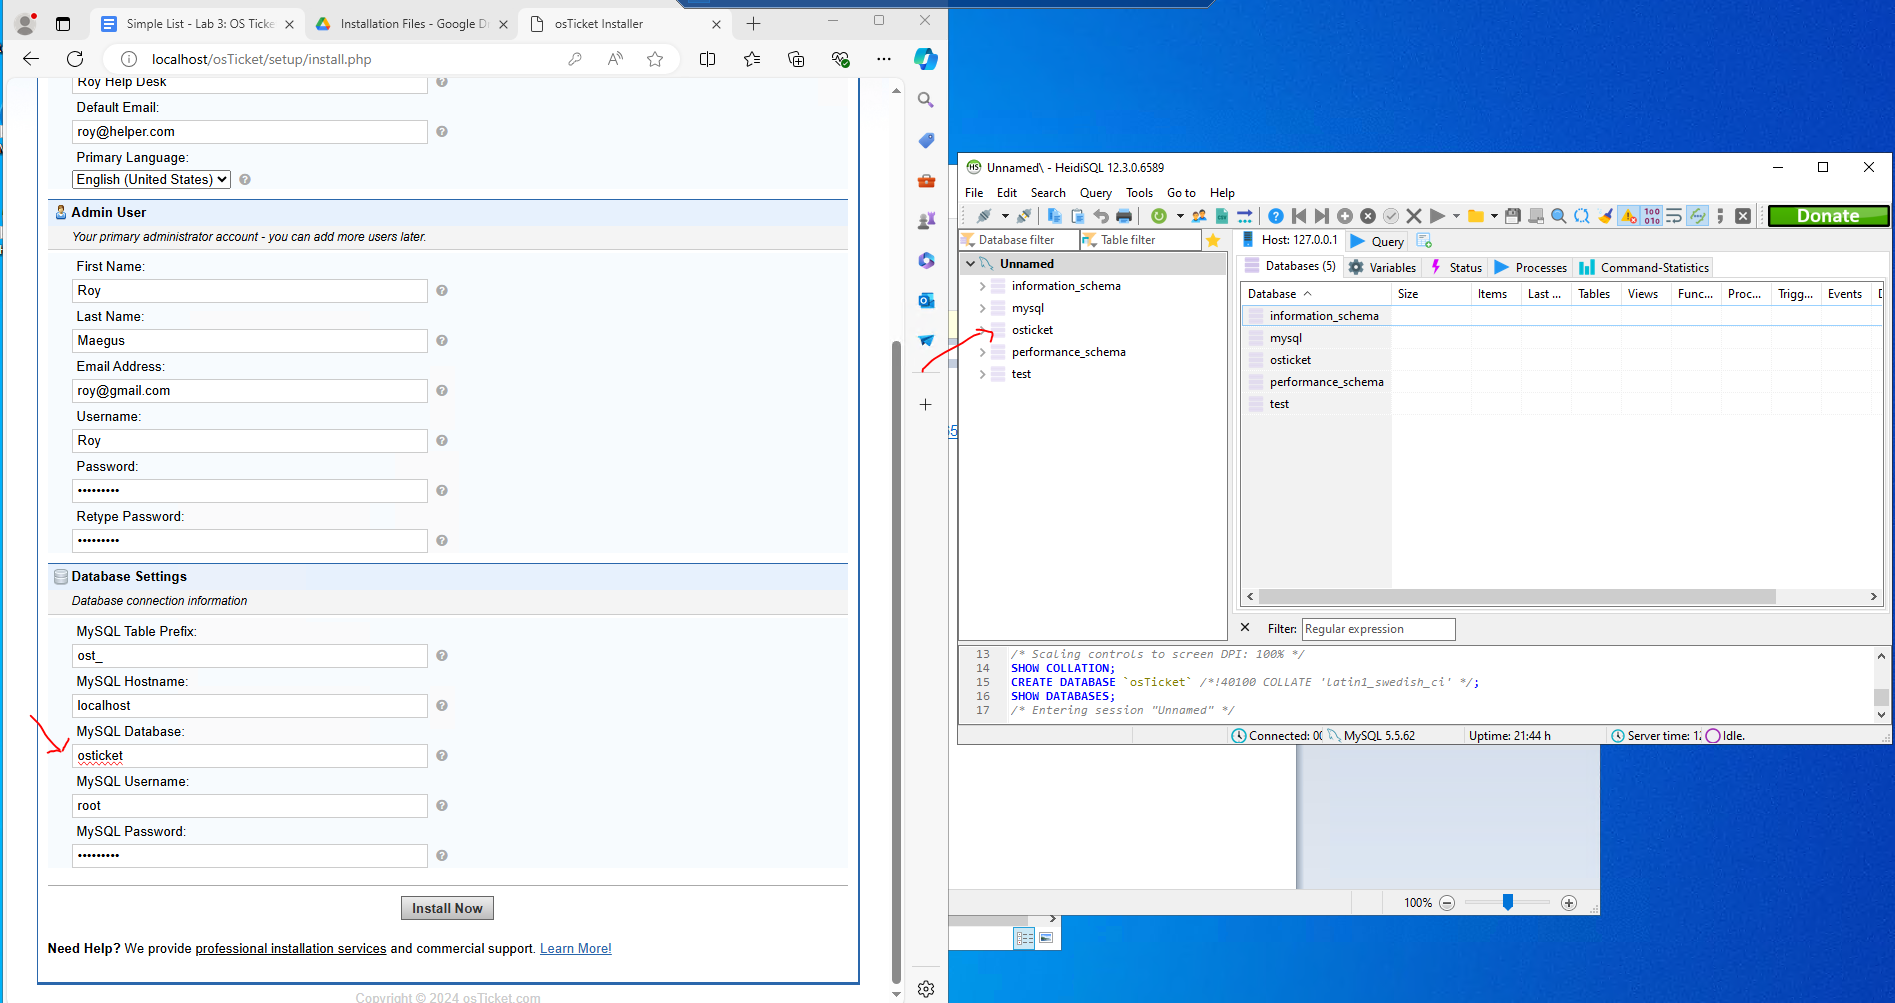 Simple List - Lab 3: OS Ticke
Installation Files - Google D
osTicket Installer
localhost/osTicket/setup/install.php
Roy Help Desk
Default Email:
roy@helper.com
Primary Language:
English (United States)
Admin User
Your primary administrator account - you can add more users later.
First Name:
Roy
Last Name:
Maegus
Email Address:
roy@gmail.com
Username:
Roy
Password:
•••••••••
Retype Password:
•••••••••
Database Settings
Database connection information
MySQL Table Prefix:
ost_
MySQL Hostname:
localhost
MySQL Database:
osticket
MySQL Username:
root
MySQL Password:
•••••••••
Install Now
Need Help? We provide professional installation services and commercial support. Learn More!
Copyright © 2024 osTicket.com
Unnamed\ - HeidiSQL 12.3.0.6589
File Edit Search Query Tools Go to Help
Donate
Database filter Table filter
Host: 127.0.0.1 Query
Unnamed
information_schema
mysql
osticket
performance_schema
test
Databases (5) Variables Status Processes Command-Statistics
Database Size Items Last ... Tables Views Func... Proc... Trigg... Events
information_schema
mysql
osticket
performance_schema
test
Filter: Regular expression
13 /* Scaling controls to screen DPI: 100% */
14 SHOW COLLATION;
15 CREATE DATABASE `osTicket` /*!40100 COLLATE 'latin1_swedish_ci' */;
16 SHOW DATABASES;
17 /* Entering session "Unnamed" */
Connected: 00 MySQL 5.5.62 Uptime: 21:44 h Server time: 12 Idle.
100%